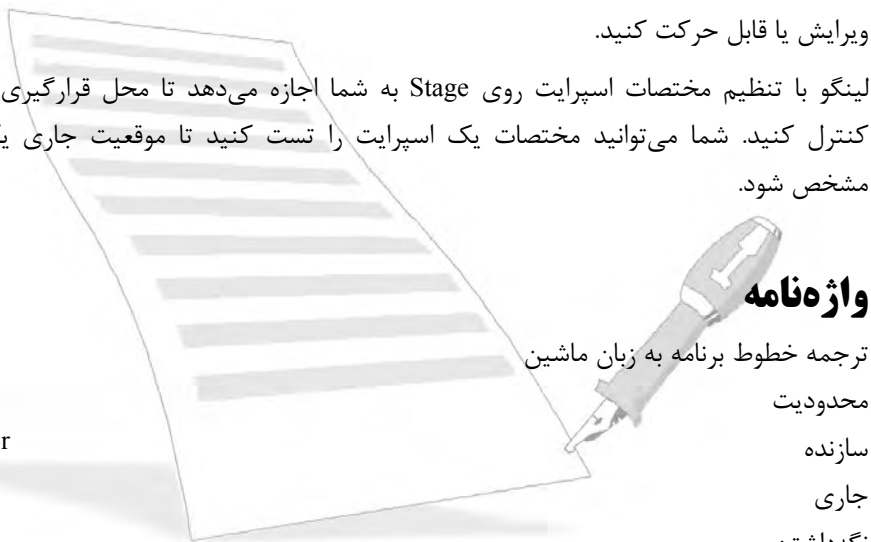 ویرایش یا قابل حرکت کنید.
لینگو با تنظیم مختصات اسپرایت روی Stage به شما اجازه می‌دهد تا محل قرارگیری
کنترل کنید. شما می‌توانید مختصات یک اسپرایت را تست کنید تا موقعیت جاری
مشخص شود.
واژه‌نامه
ترجمه خطوط برنامه به زبان ماشین
محدودیت
سازنده r
جاری